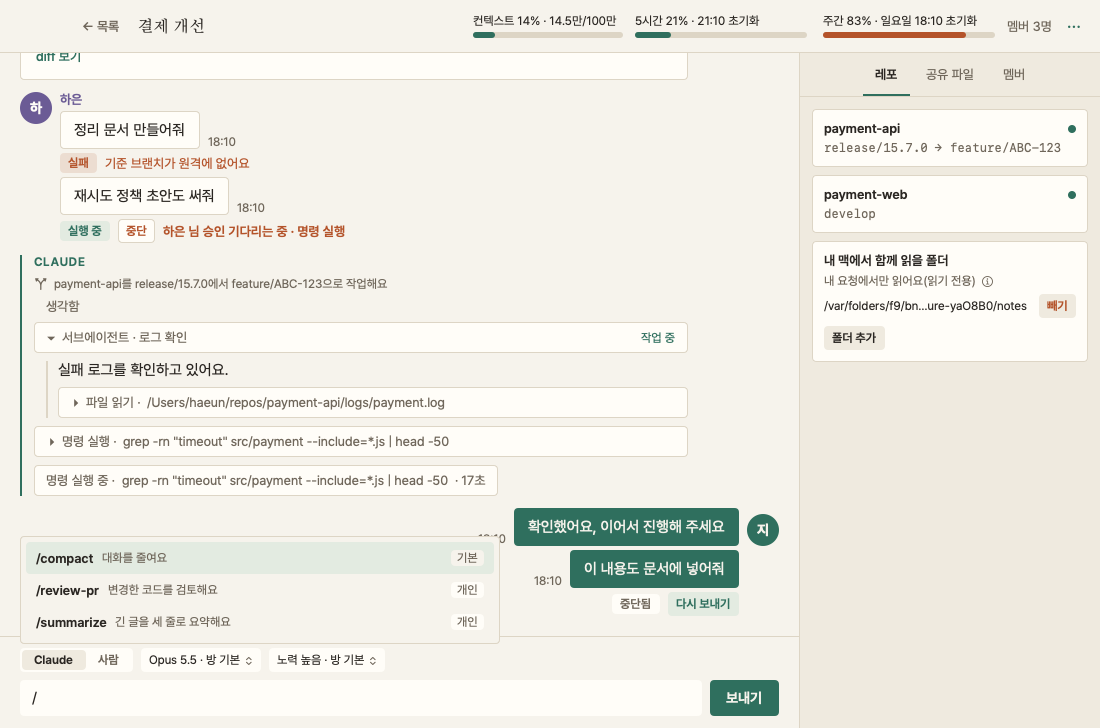 ← 목록 결제 개선
컨텍스트 14% · 14.5만/100만
5시간 21% · 21:10 초기화
주간 83% · 일요일 18:10 초기화
멤버 3명 ···
diff 보기
하 하은
정리 문서 만들어줘 18:10
실패 기준 브랜치가 원격에 없어요
재시도 정책 초안도 써줘 18:10
실행 중 중단 하은 님 승인 기다리는 중 · 명령 실행
CLAUDE
payment-api를 release/15.7.0에서 feature/ABC-123으로 작업해요
생각함
서브에이전트 · 로그 확인 작업 중
실패 로그를 확인하고 있어요.
파일 읽기 · /Users/haeun/repos/payment-api/logs/payment.log
명령 실행 · grep -rn "timeout" src/payment --include=*.js | head -50
명령 실행 중 · grep -rn "timeout" src/payment --include=*.js | head -50 · 17초
확인했어요, 이어서 진행해 주세요 지
이 내용도 문서에 넣어줘
18:10
중단됨 다시 보내기
/compact 대화를 줄여요 기본
/review-pr 변경한 코드를 검토해요 개인
/summarize 긴 글을 세 줄로 요약해요 개인
Claude 사람 Opus 5.5 · 방 기본 노력 높음 · 방 기본
/ 보내기
레포 공유 파일 멤버
payment-api
release/15.7.0 → feature/ABC-123
payment-web
develop
내 맥에서 함께 읽을 폴더
내 요청에서만 읽어요(읽기 전용)
/var/folders/f9/bn...ure-yaO8B0/notes 빼기
폴더 추가